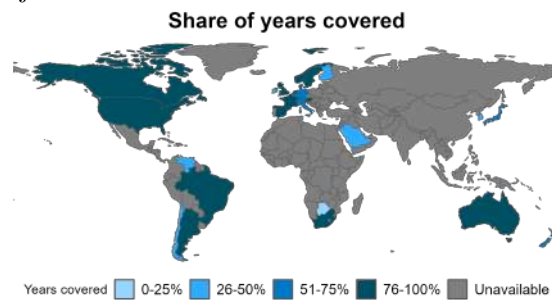 Share of years covered
Years covered 0-25% 26-50% 51-75% 76-100% Unavailable